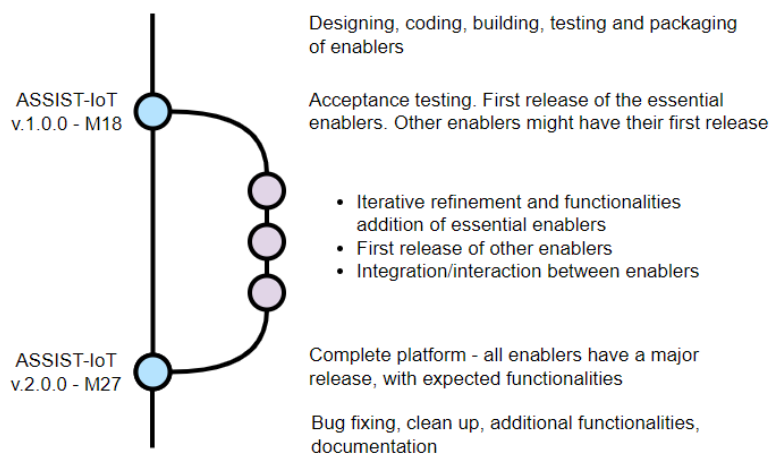 Designing, coding, building, testing and packaging
of enablers
ASSIST-IoT
v.1.0.0 - M18
Acceptance testing. First release of the essential
enablers. Other enablers might have their first release
• Iterative refinement and functionalities
addition of essential enablers
• First release of other enablers
• Integration/interaction between enablers
ASSIST-IoT
v.2.0.0 - M27
Complete platform - all enablers have a major
release, with expected functionalities
Bug fixing, clean up, additional functionalities,
documentation